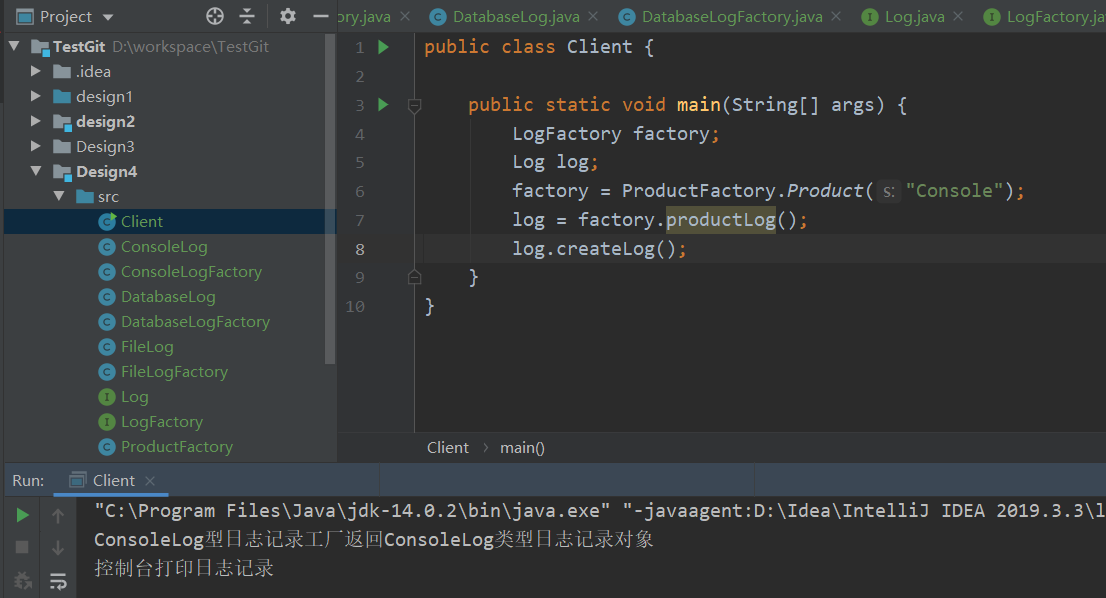 Project
ory.java
DatabaseLog.java
DatabaseLogFactory.java
Log.java
LogFactory.ja
TestGit D:\workspace\TestGit
.idea
design1
design2
Design3
Design4
src
Client
ConsoleLog
ConsoleLogFactory
DatabaseLog
DatabaseLogFactory
FileLog
FileLogFactory
Log
LogFactory
ProductFactory
1 public class Client {
2
3 public static void main(String[] args) {
4 LogFactory factory;
5 Log log;
6 factory = ProductFactory.Product( s: "Console");
7 log = factory.productLog();
8 log.createLog();
9 }
10 }
Client › main()
Run: Client
"C:\Program Files\Java\jdk-14.0.2\bin\java.exe" "-javaagent:D:\Idea\IntelliJ IDEA 2019.3.3\l
ConsoleLog型日志记录工厂返回ConsoleLog类型日志记录对象
控制台打印日志记录